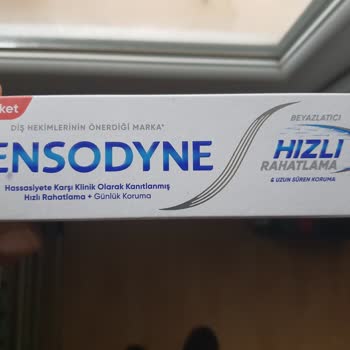 ket
DİŞ HEKİMLERİNİN ÖNERDİĞİ MARKA*
ENSODYNE
Hassasiyete Karşı Klinik Olarak Kanıtlanmış
Hızlı Rahatlama + Günlük Koruma
BEYAZLATICI
HIZLI
RAHATLAMA
& UZUN SÜREN KORUMA